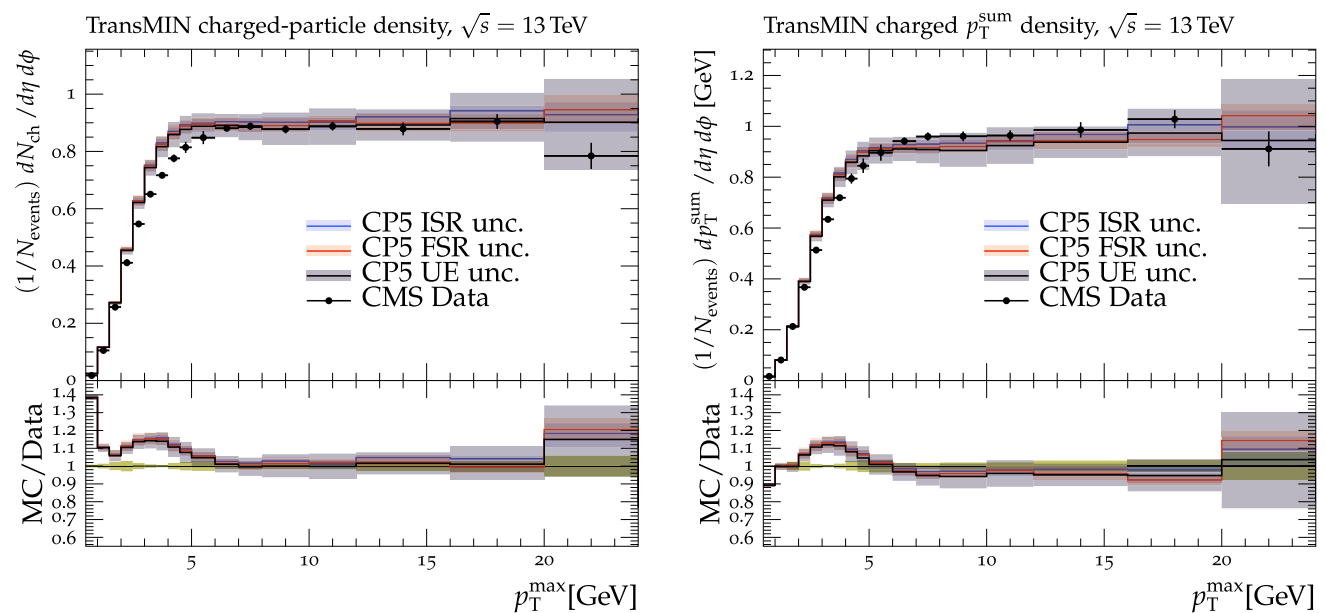 TransMIN charged-particle density, √s = 13 TeV
(1/N_events) dN_ch/dη dϕ
1
0.8
0.6
0.4
0.2
0
CP5 ISR unc.
CP5 FSR unc.
CP5 UE unc.
CMS Data
MC/Data
1.4
1.3
1.2
1.1
1
0.9
0.8
0.7
0.6
5 10 15 20
p_T^max[GeV]
TransMIN charged p_T^sum density, √s = 13 TeV
(1/N_events) dp_T^sum/dη dϕ [GeV]
1.2
1.0
0.8
0.6
0.4
0.2
0
CP5 ISR unc.
CP5 FSR unc.
CP5 UE unc.
CMS Data
MC/Data
1.4
1.3
1.2
1.1
1
0.9
0.8
0.7
0.6
5 10 15 20
p_T^max[GeV]